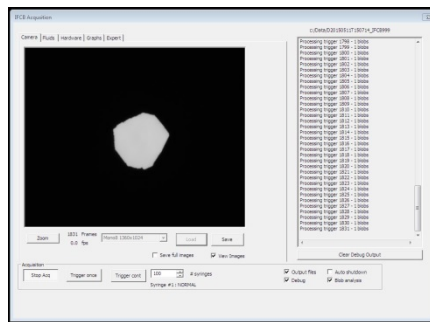 IFCB Acquisition
c:/Data/D20150511T150714_IFCB999
Camera Fluids Hardware Graphs Expert
Processing trigger 1798 - 1 blobs
Processing trigger 1799 - 1 blobs
Processing trigger 1800 - 1 blobs
Processing trigger 1801 - 1 blobs
Processing trigger 1802 - 1 blobs
Processing trigger 1803 - 1 blobs
Processing trigger 1804 - 1 blobs
Processing trigger 1805 - 1 blobs
Processing trigger 1806 - 1 blobs
Processing trigger 1807 - 1 blobs
Processing trigger 1808 - 1 blobs
Processing trigger 1809 - 1 blobs
Processing trigger 1810 - 1 blobs
Processing trigger 1811 - 1 blobs
Processing trigger 1812 - 1 blobs
Processing trigger 1813 - 1 blobs
Processing trigger 1814 - 1 blobs
Processing trigger 1815 - 1 blobs
Processing trigger 1816 - 1 blobs
Processing trigger 1817 - 1 blobs
Processing trigger 1818 - 1 blobs
Processing trigger 1819 - 1 blobs
Processing trigger 1820 - 1 blobs
Processing trigger 1821 - 1 blobs
Processing trigger 1822 - 1 blobs
Processing trigger 1823 - 1 blobs
Processing trigger 1824 - 1 blobs
Processing trigger 1825 - 1 blobs
Processing trigger 1826 - 1 blobs
Processing trigger 1827 - 1 blobs
Processing trigger 1828 - 1 blobs
Processing trigger 1829 - 1 blobs
Processing trigger 1830 - 1 blobs
Processing trigger 1831 - 1 blobs
Zoom 1831 Frames Mono8 1360x1024 Load Save
0.0 fps
Save full images View Images
Clear Debug Output
Acquisition
Stop Acq Trigger once Trigger cont 100 # syringes
Syringe #1: NORMAL
Output files Auto shutdown
Debug Blob analysis